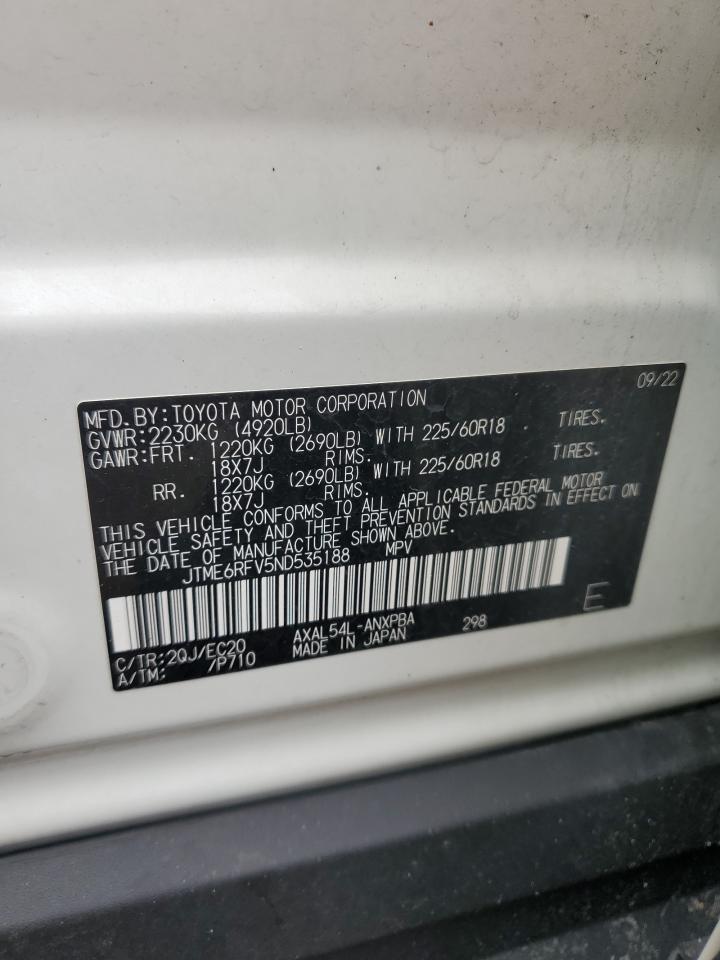 09/22
MFD. BY:TOYOTA MOTOR CORPORATION
GVWR:2230KG (4920LB)
GAWR:FRT. 1220KG (2690LB) WITH 225/60R18 TIRES.
18X7J RIMS.
RR. 1220KG (2690LB) WITH 225/60R18 TIRES.
18X7J RIMS.
THIS VEHICLE CONFORMS TO ALL APPLICABLE FEDERAL MOTOR
VEHICLE SAFETY AND THEFT PREVENTION STANDARDS IN EFFECT ON
THE DATE OF MANUFACTURE SHOWN ABOVE.
JTME6RFV5ND535188 MPV
C/TR:2QJ/EC20 AXAL54L-ANXPBA 298 E
A/TM: /P710 MADE IN JAPAN